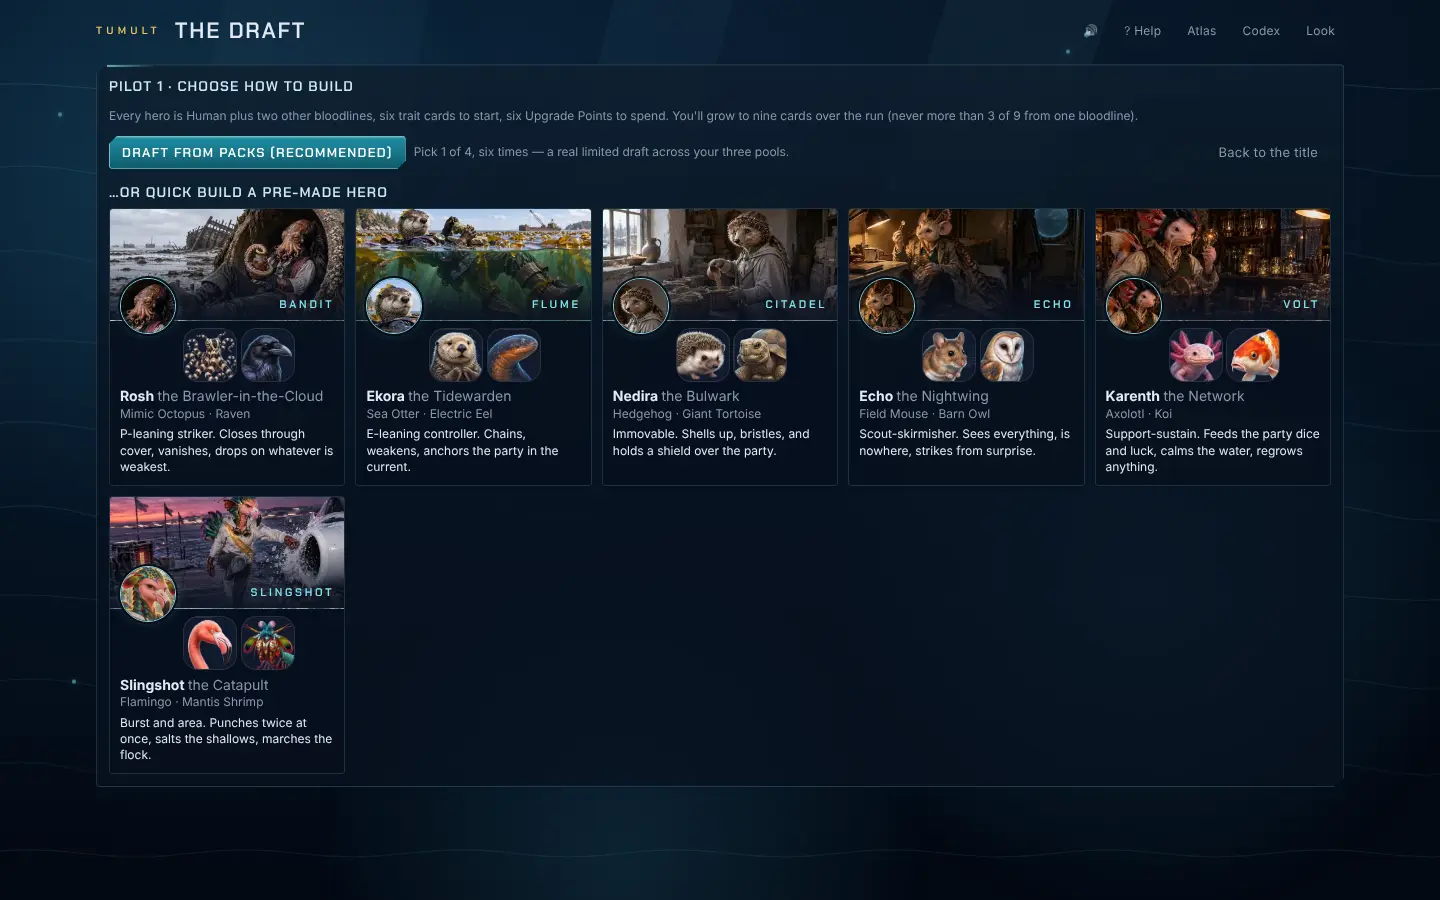 TUMULT THE DRAFT
? Help Atlas Codex Look
PILOT 1 · CHOOSE HOW TO BUILD
Every hero is Human plus two other bloodlines, six trait cards to start, six Upgrade Points to spend. You'll grow to nine cards over the run (never more than 3 of 9 from one bloodline).
DRAFT FROM PACKS (RECOMMENDED) Pick 1 of 4, six times — a real limited draft across your three pools. Back to the title
…OR QUICK BUILD A PRE-MADE HERO
BANDIT
Rosh the Brawler-in-the-Cloud
Mimic Octopus · Raven
P-leaning striker. Closes through
cover, vanishes, drops on whatever is
weakest.
FLUME
Ekora the Tidewarden
Sea Otter · Electric Eel
E-leaning controller. Chains,
weakens, anchors the party in the
current.
CITADEL
Nedira the Bulwark
Hedgehog · Giant Tortoise
Immovable. Shells up, bristles, and
holds a shield over the party.
ECHO
Echo the Nightwing
Field Mouse · Barn Owl
Scout-skirmisher. Sees everything, is
nowhere, strikes from surprise.
VOLT
Karenth the Network
Axolotl · Koi
Support-sustain. Feeds the party dice
and luck, calms the water, regrows
anything.
SLINGSHOT
Slingshot the Catapult
Flamingo · Mantis Shrimp
Burst and area. Punches twice at
once, salts the shallows, marches the
flock.